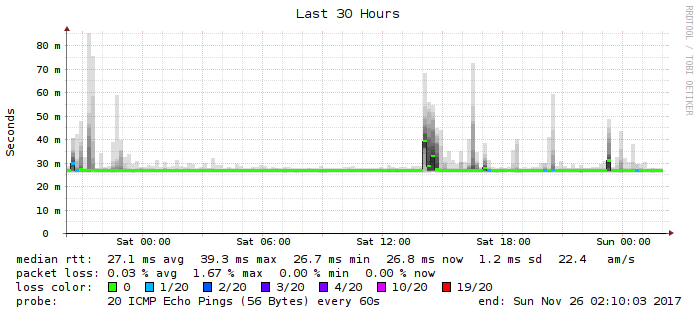 Last 30 Hours
RRDTOOL / TOBI OETIKER
Seconds
80 m
70 m
60 m
50 m
40 m
30 m
20 m
10 m
0
Sat 00:00 Sat 06:00 Sat 12:00 Sat 18:00 Sun 00:00
median rtt: 27.1 ms avg 39.3 ms max 26.7 ms min 26.8 ms now 1.2 ms sd 22.4 am/s
packet loss: 0.03 % avg 1.67 % max 0.00 % min 0.00 % now
loss color: 0 1/20 2/20 3/20 4/20 10/20 19/20
probe: 20 ICMP Echo Pings (56 Bytes) every 60s end: Sun Nov 26 02:10:03 2017